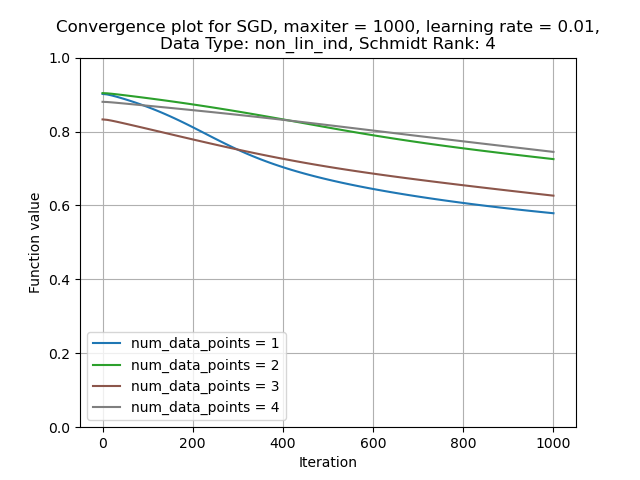 Convergence plot for SGD, maxiter = 1000, learning rate = 0.01,
Data Type: non_lin_ind, Schmidt Rank: 4
1.0
0.8
0.6
0.4
0.2
0.0
Function value
num_data_points = 1
num_data_points = 2
num_data_points = 3
num_data_points = 4
0 200 400 600 800 1000
Iteration